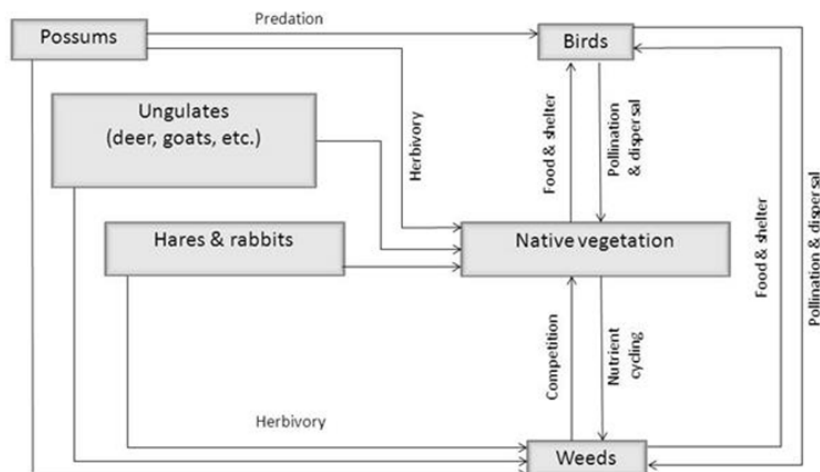 Predation
Possums
Birds
Ungulates
(deer, goats, etc.)
Herbivory
Food & shelter
Pollination
& dispersal
Hares & rabbits
Native vegetation
Food & shelter
Pollination & dispersal
Competition
Nutrient
cycling
Herbivory
Weeds